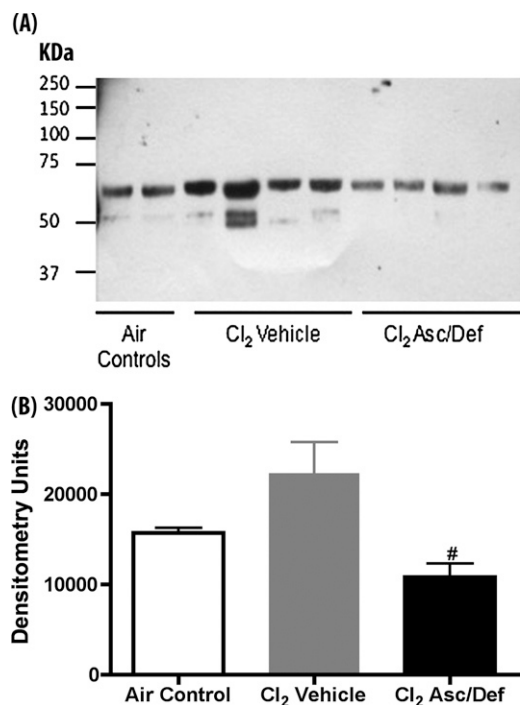 (A)
KDa
250
150
100
75
50
37
Air Controls
Cl₂ Vehicle
Cl₂ Asc/Def
(B)
Densitometry Units
30000
20000
10000
0
#
Air Control
Cl₂ Vehicle
Cl₂ Asc/Def